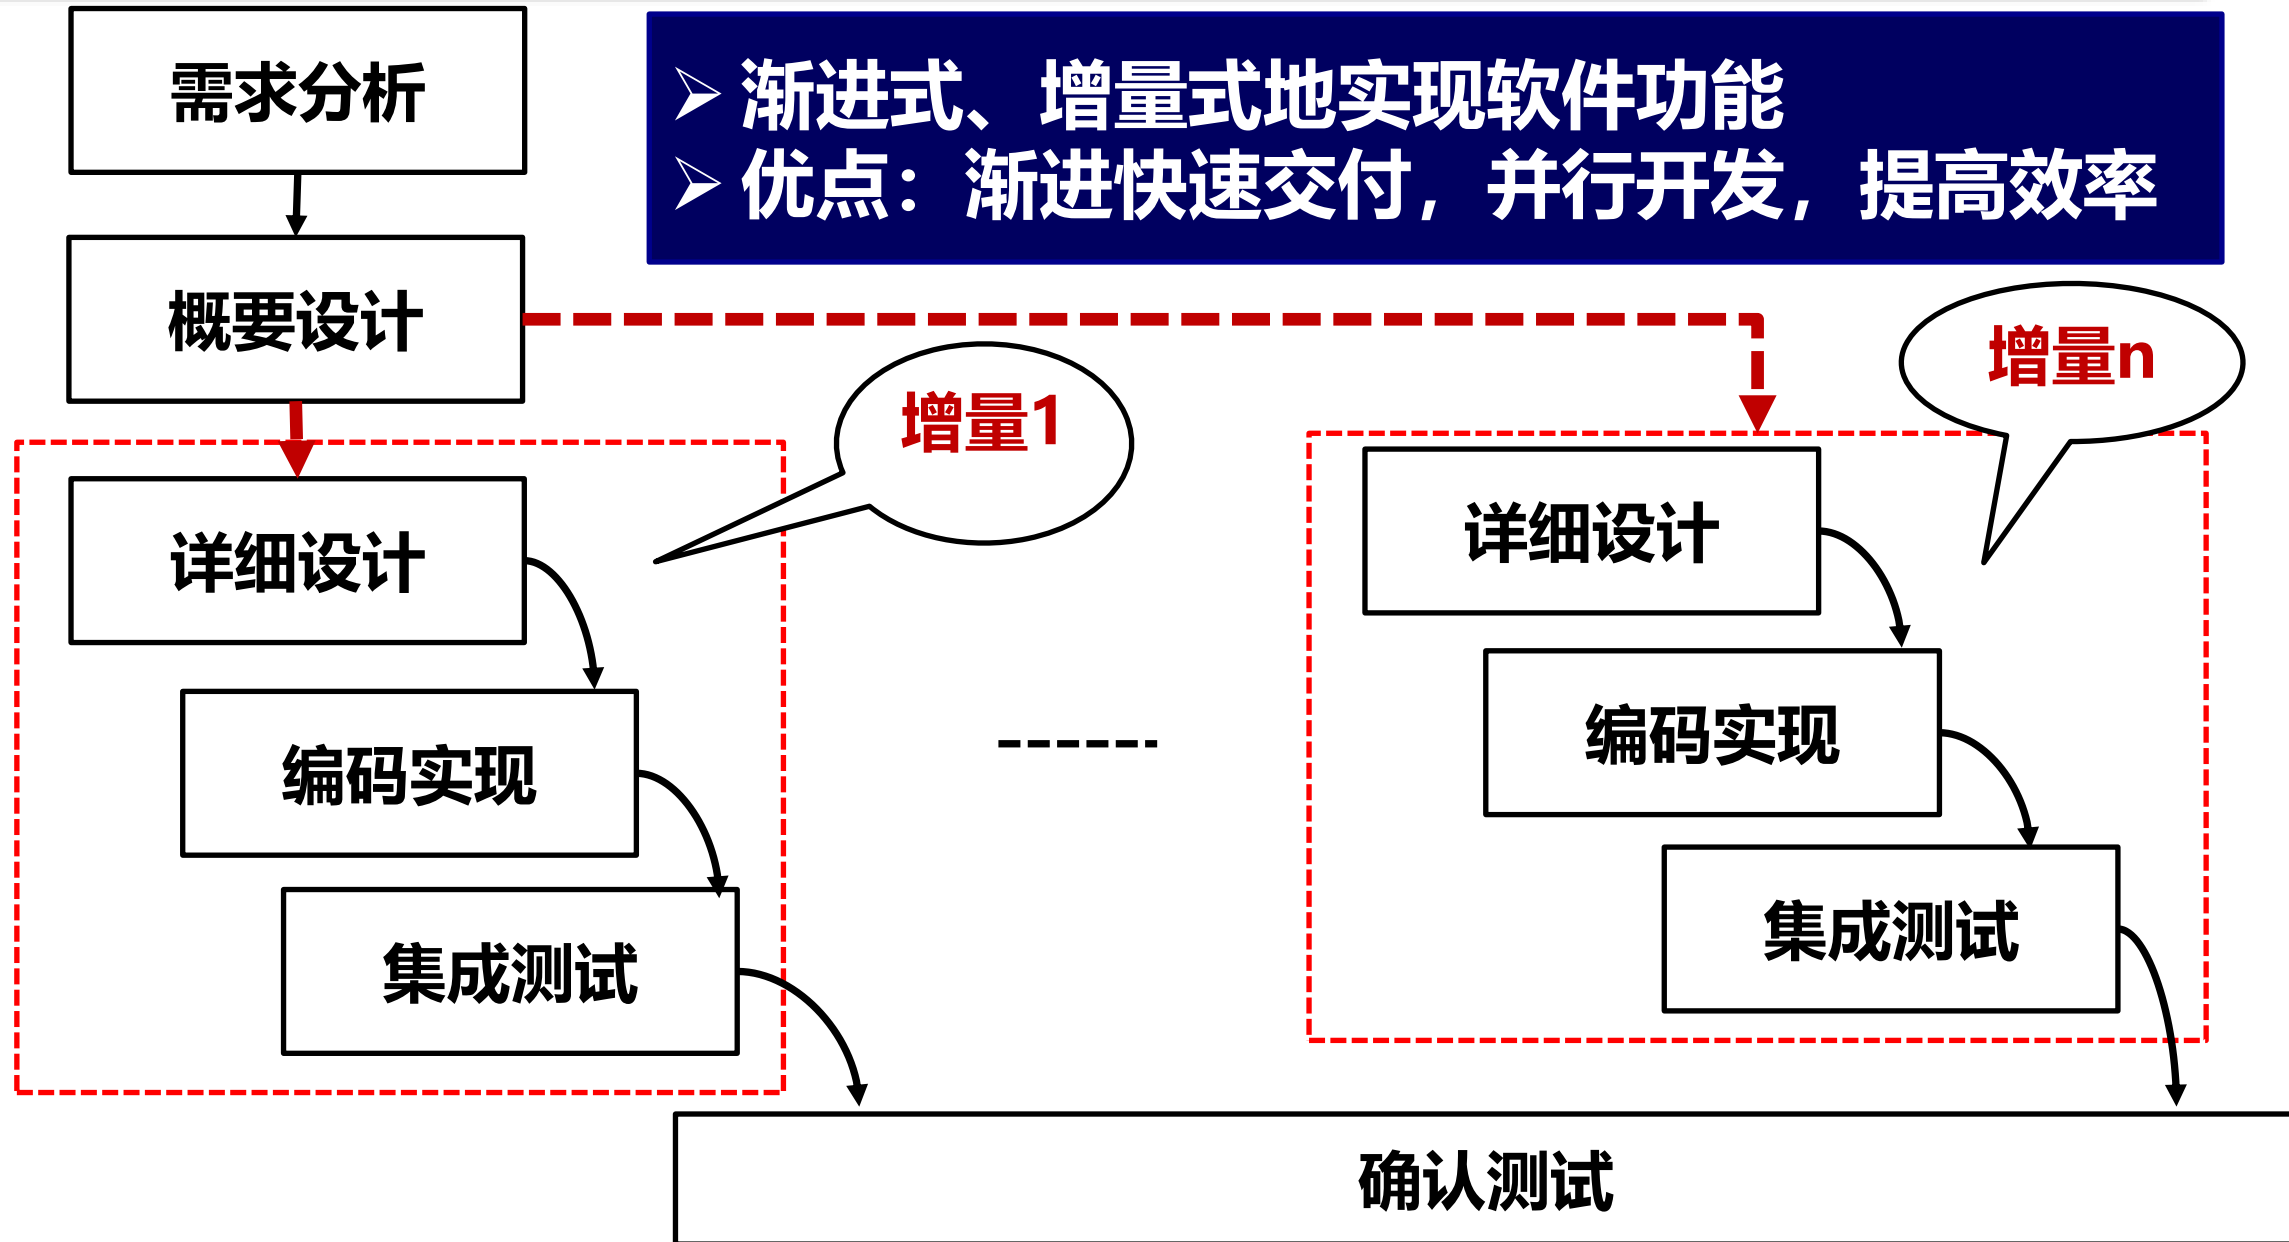 需求分析
➢ 渐进式、增量式地实现软件功能
➢ 优点：渐进快速交付，并行开发，提高效率
概要设计
增量1
增量n
详细设计
编码实现
集成测试
详细设计
编码实现
集成测试
确认测试